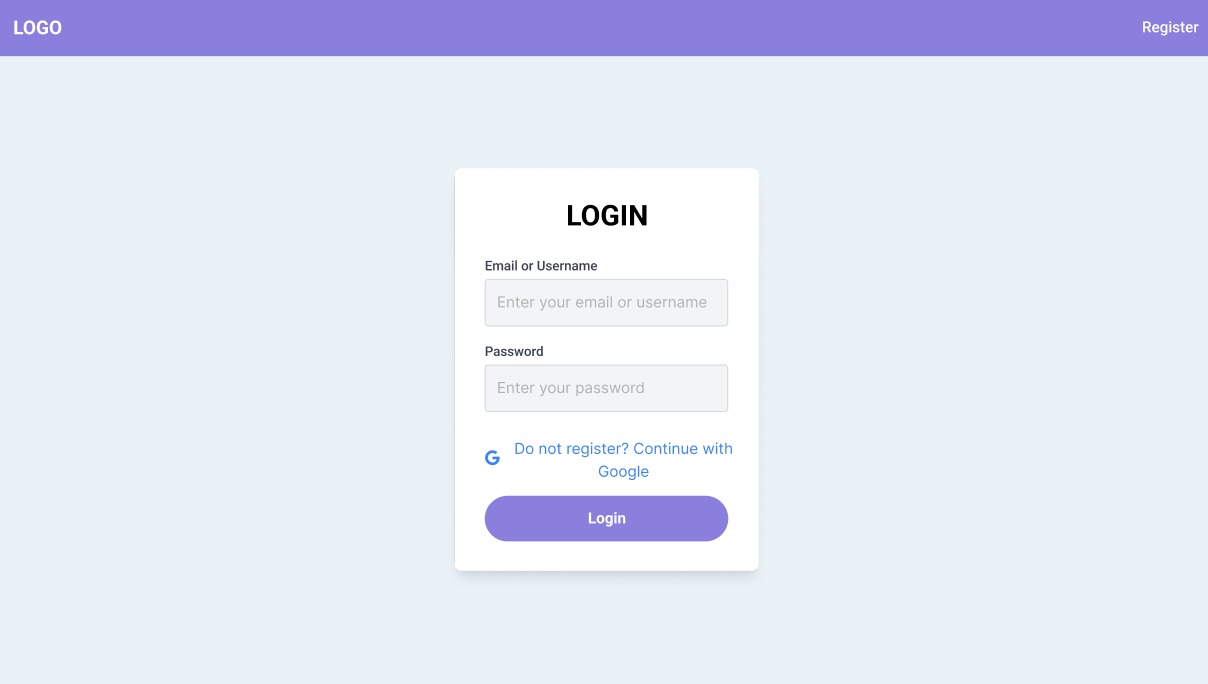 LOGO
Register
LOGIN
Email or Username
Enter your email or username
Password
Enter your password
Do not register? Continue with
Google
Login